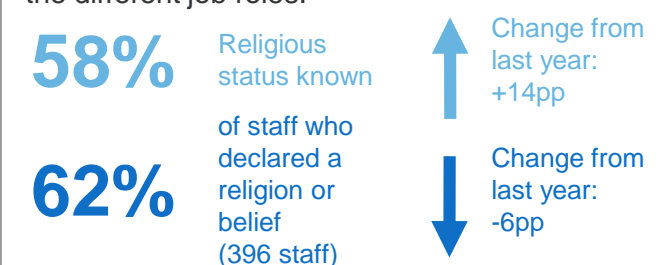 the different job roles.
58%
Religious
status known
Change from
last year:
+14pp
62%
of staff who
declared a
religion or
belief
(396 staff)
Change from
last year:
-6pp